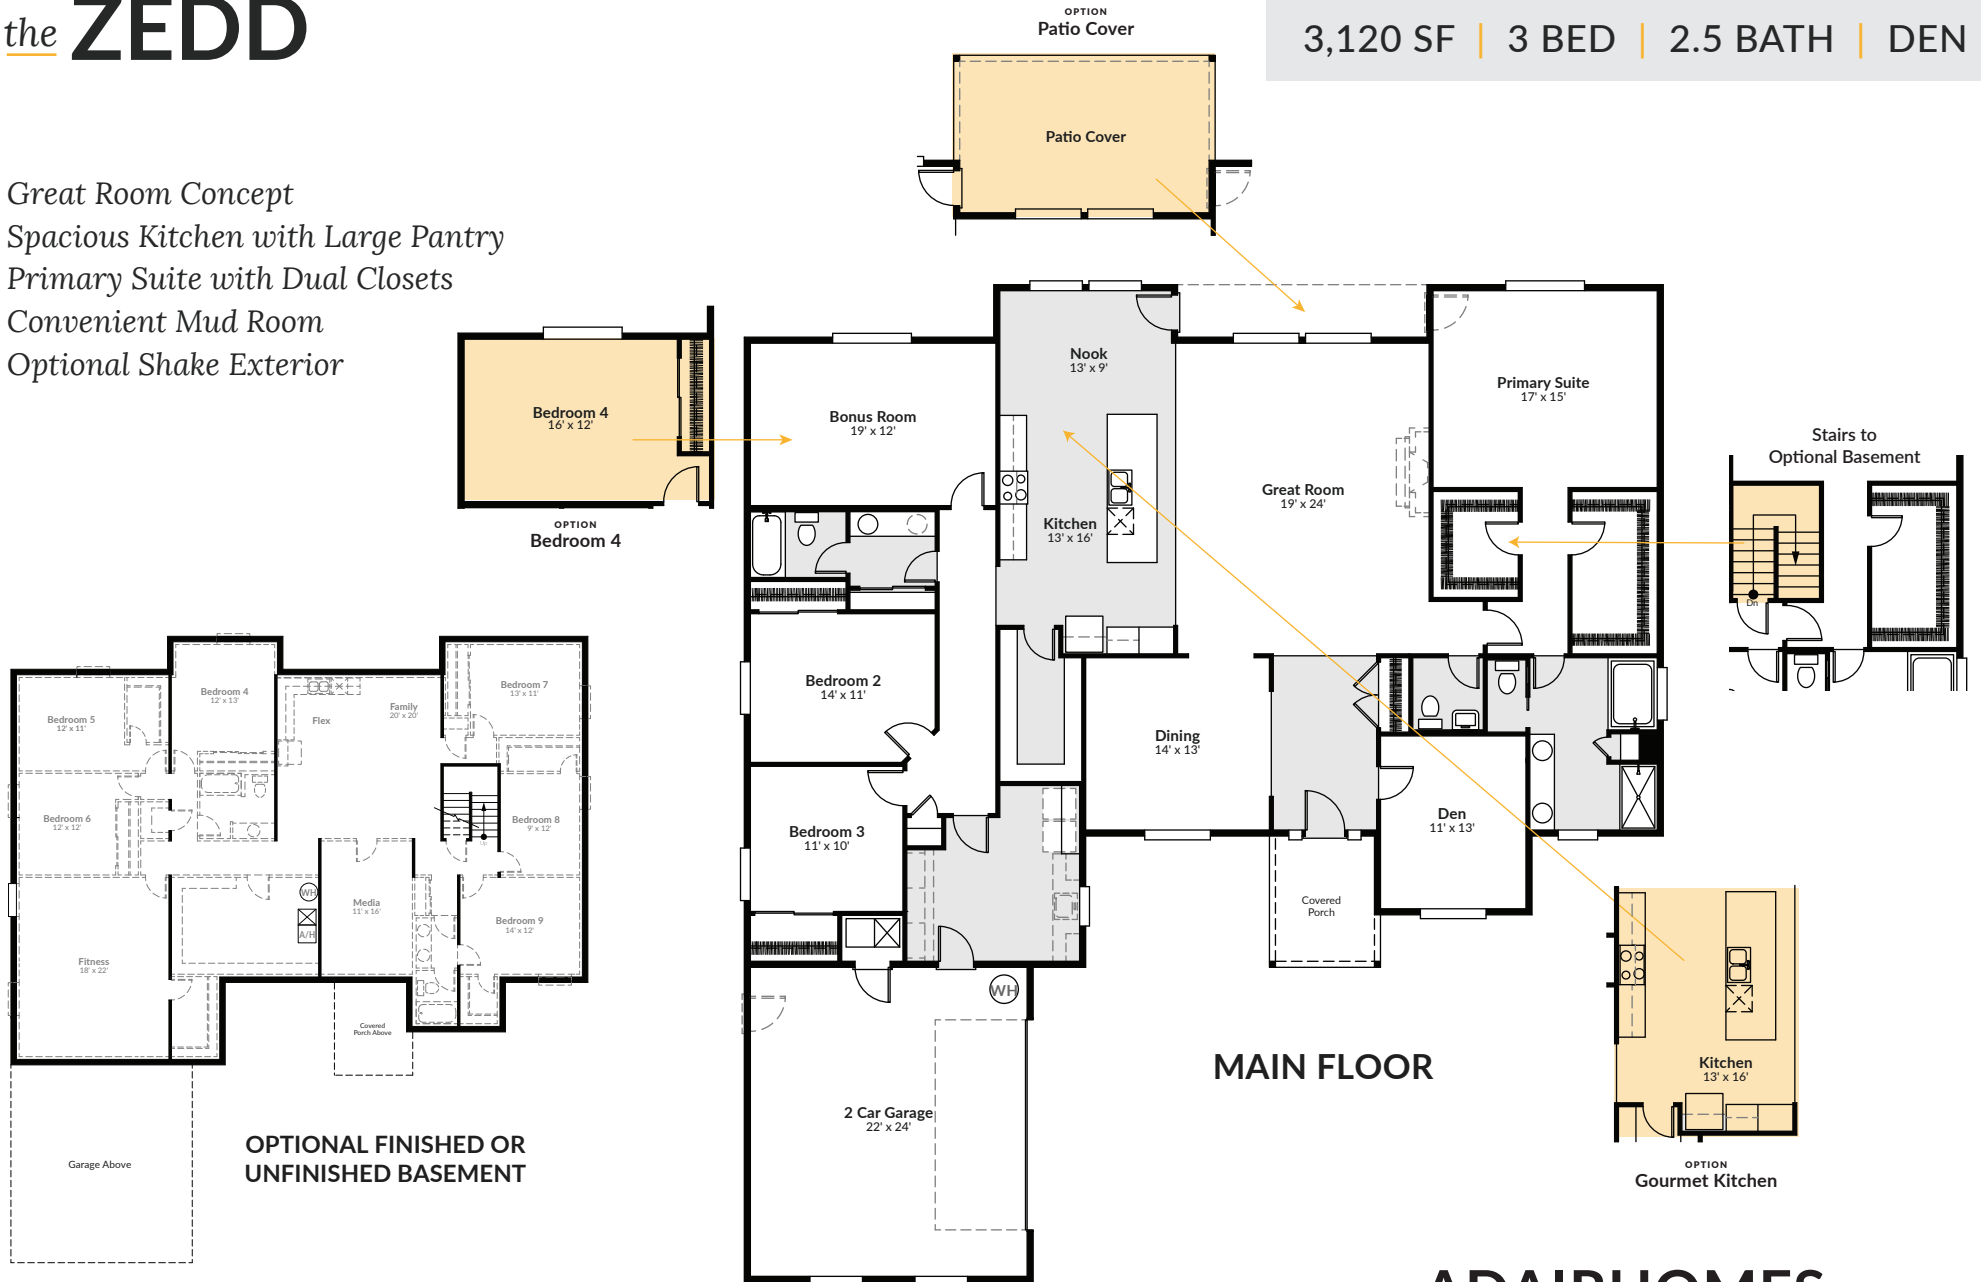 the ZEDD
3,120 SF | 3 BED | 2.5 BATH | DEN
Great Room Concept
Spacious Kitchen with Large Pantry
Primary Suite with Dual Closets
Convenient Mud Room
Optional Shake Exterior
OPTION
Patio Cover
Patio Cover
Bedroom 4
16' x 12'
OPTION
Bedroom 4
Nook
13' x 9'
Bonus Room
19' x 12'
Kitchen
13' x 16'
Great Room
19' x 24'
Primary Suite
17' x 15'
Stairs to
Optional Basement
Dn
Bedroom 2
14' x 11'
Dining
14' x 13'
Bedroom 3
11' x 10'
Den
11' x 13'
Covered
Porch
WH
2 Car Garage
22' x 24'
MAIN FLOOR
Kitchen
13' x 16'
OPTION
Gourmet Kitchen
Bedroom 4
12' x 13'
Bedroom 5
12' x 11'
Flex
Family
20' x 20'
Bedroom 7
13' x 11'
Bedroom 6
12' x 12'
Bedroom 8
9' x 12'
Up
WH
A/H
Media
11' x 16'
Bedroom 9
14' x 12'
Fitness
18' x 22'
Covered
Porch Above
Garage Above
OPTIONAL FINISHED OR
UNFINISHED BASEMENT
ADAIRHOMES